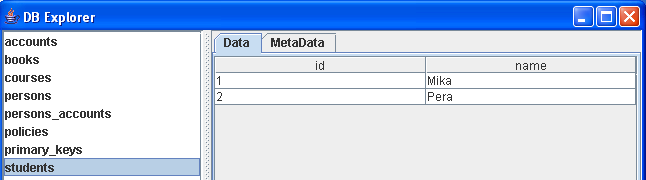 DB Explorer
accounts
books
courses
persons
persons_accounts
policies
primary_keys
students
Data MetaData
id name
1 Mika
2 Pera